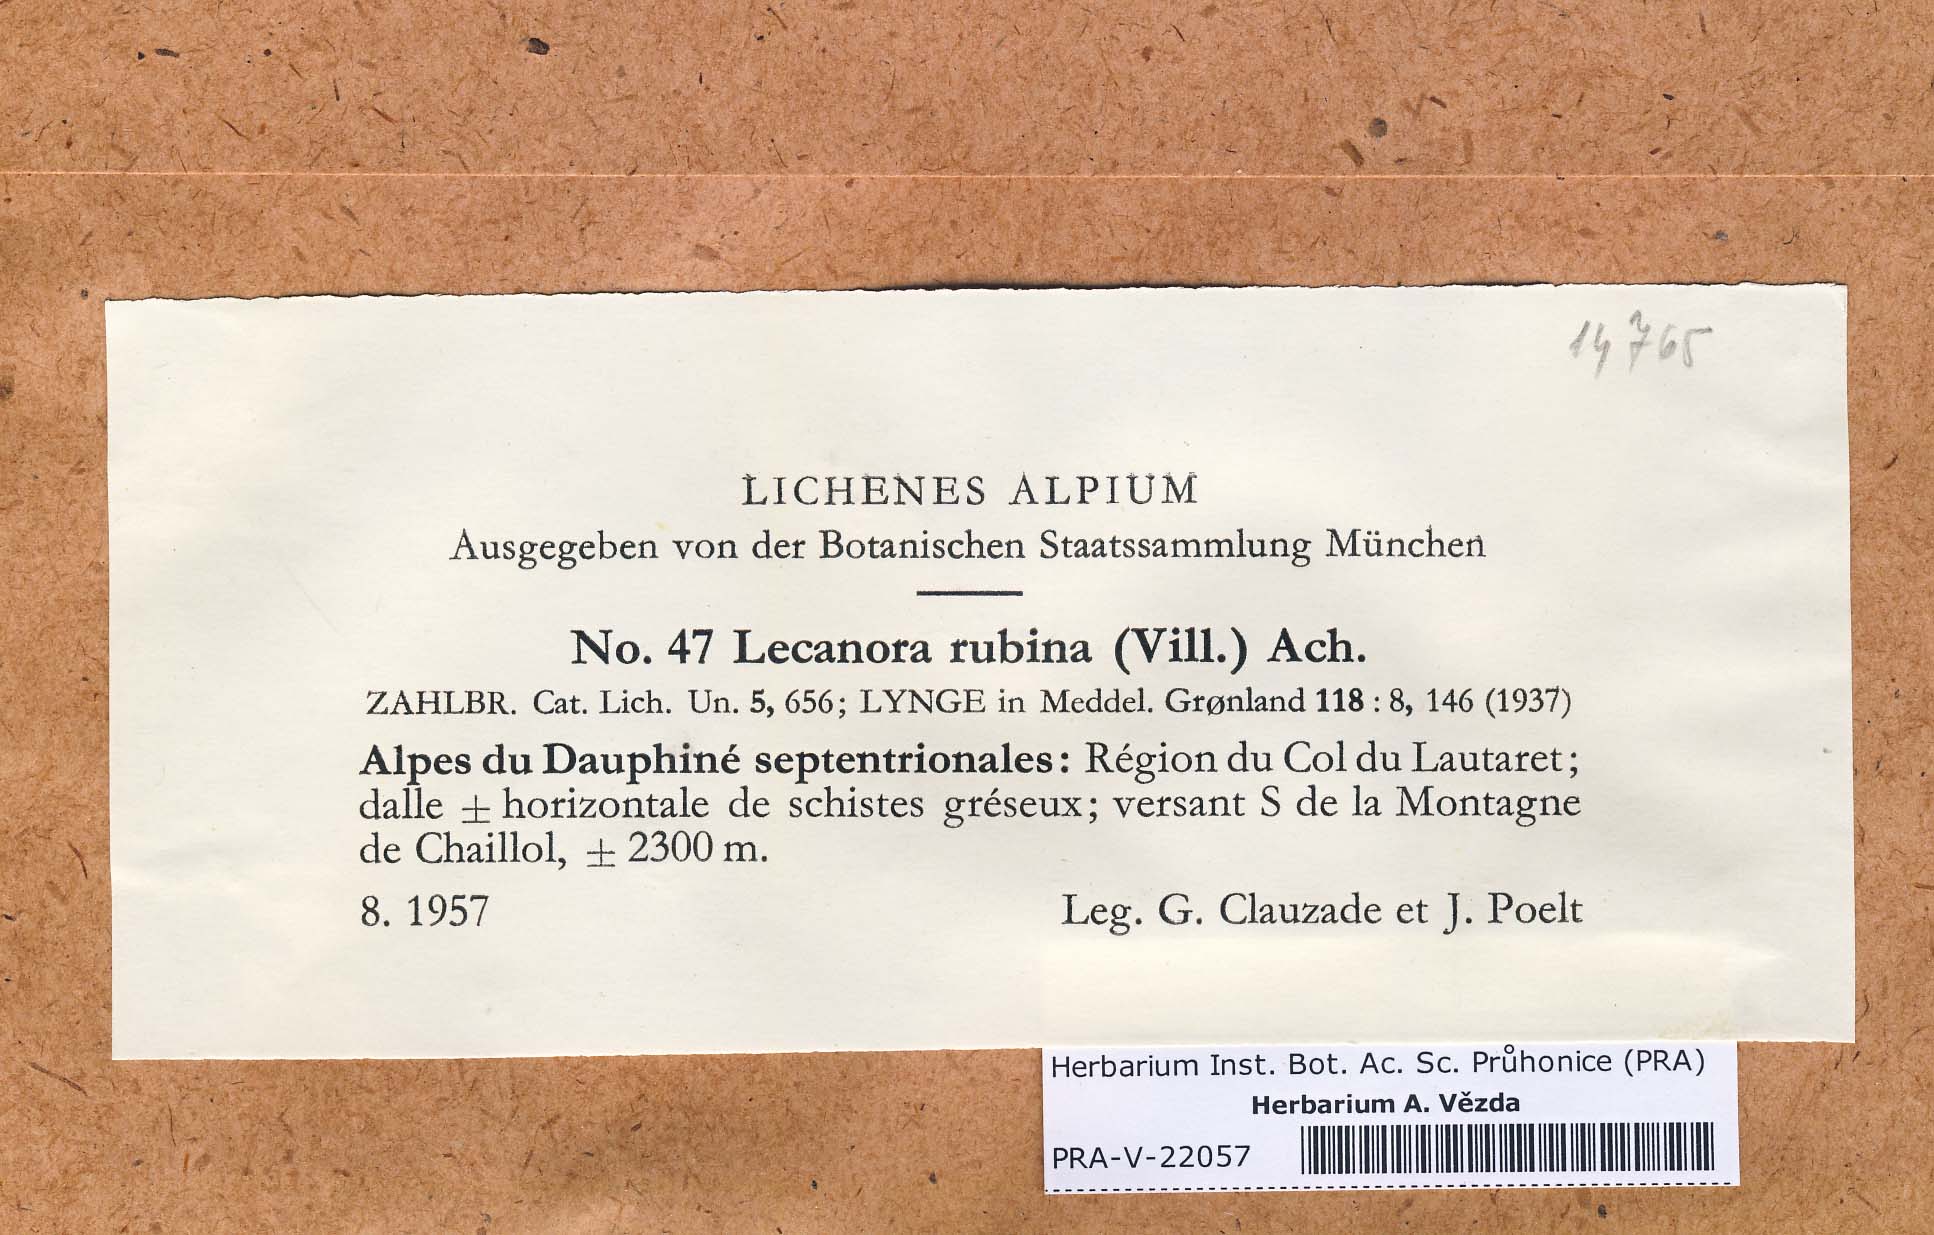 14765
LICHENES ALPIUM
Ausgegeben von der Botanischen Staatssammlung München
No. 47 Lecanora rubina (Vill.) Ach.
ZAHLBR. Cat. Lich. Un. 5, 656; LYNGE in Meddel. Grønland 118 : 8, 146 (1937)
Alpes du Dauphiné septentrionales: Région du Col du Lautaret;
dalle ± horizontale de schistes gréseux; versant S de la Montagne
de Chaillol, ± 2300 m.
8. 1957 Leg. G. Clauzade et J. Poelt
Herbarium Inst. Bot. Ac. Sc. Průhonice (PRA)
Herbarium A. Vězda
PRA-V-22057